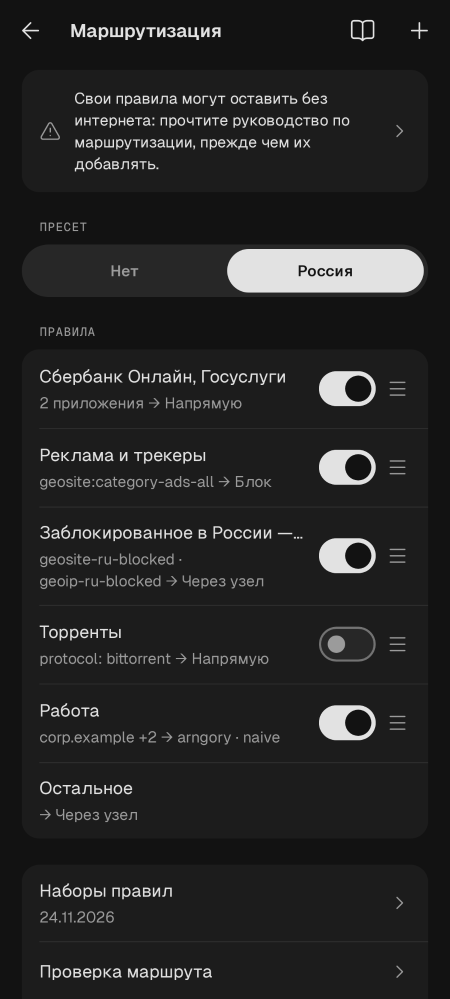 Маршрутизация
Свои правила могут оставить без
интернета: прочтите руководство по
маршрутизации, прежде чем их
добавлять.
ПРЕСЕТ
Нет
Россия
ПРАВИЛА
Сбербанк Онлайн, Госуслуги
2 приложения → Напрямую
Реклама и трекеры
geosite:category-ads-all → Блок
Заблокированное в России —...
geosite-ru-blocked ·
geoip-ru-blocked → Через узел
Торренты
protocol: bittorrent → Напрямую
Работа
corp.example +2 → arngory · naive
Остальное
→ Через узел
Наборы правил
24.11.2026
Проверка маршрута